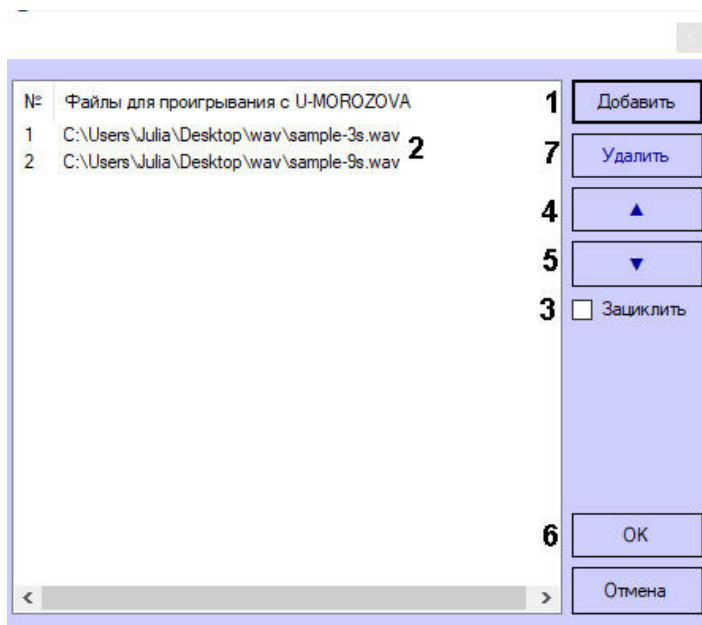 № Файлы для проигрывания с U-MOROZOVA 1 Добавить
1 C:\Users\Julia\Desktop\wav\sample-3s.wav
2 C:\Users\Julia\Desktop\wav\sample-9s.wav 2
7 Удалить
4 ▲
5 ▼
3 Зациклить
6 OK
Отмена